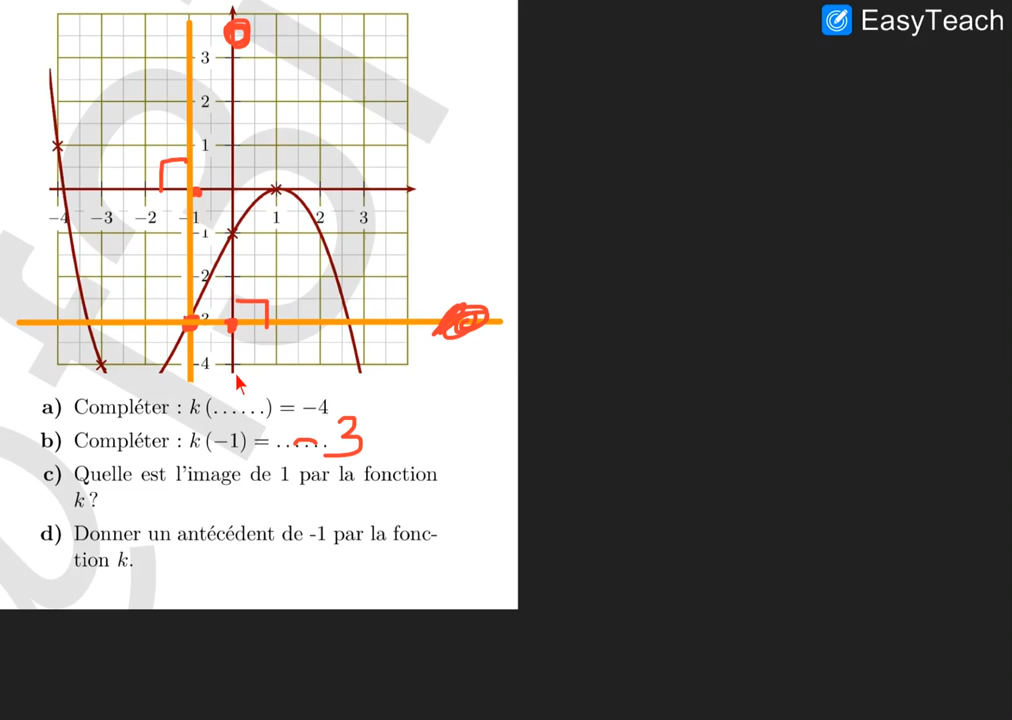 EasyTeach
3
2
1
−4 −3 −2 −1 1 2 3
−1
−2
−4
a) Compléter : k (......) = −4
b) Compléter : k (−1) = ...... −3
c) Quelle est l'image de 1 par la fonction
k ?
d) Donner un antécédent de -1 par la fonc-
tion k.